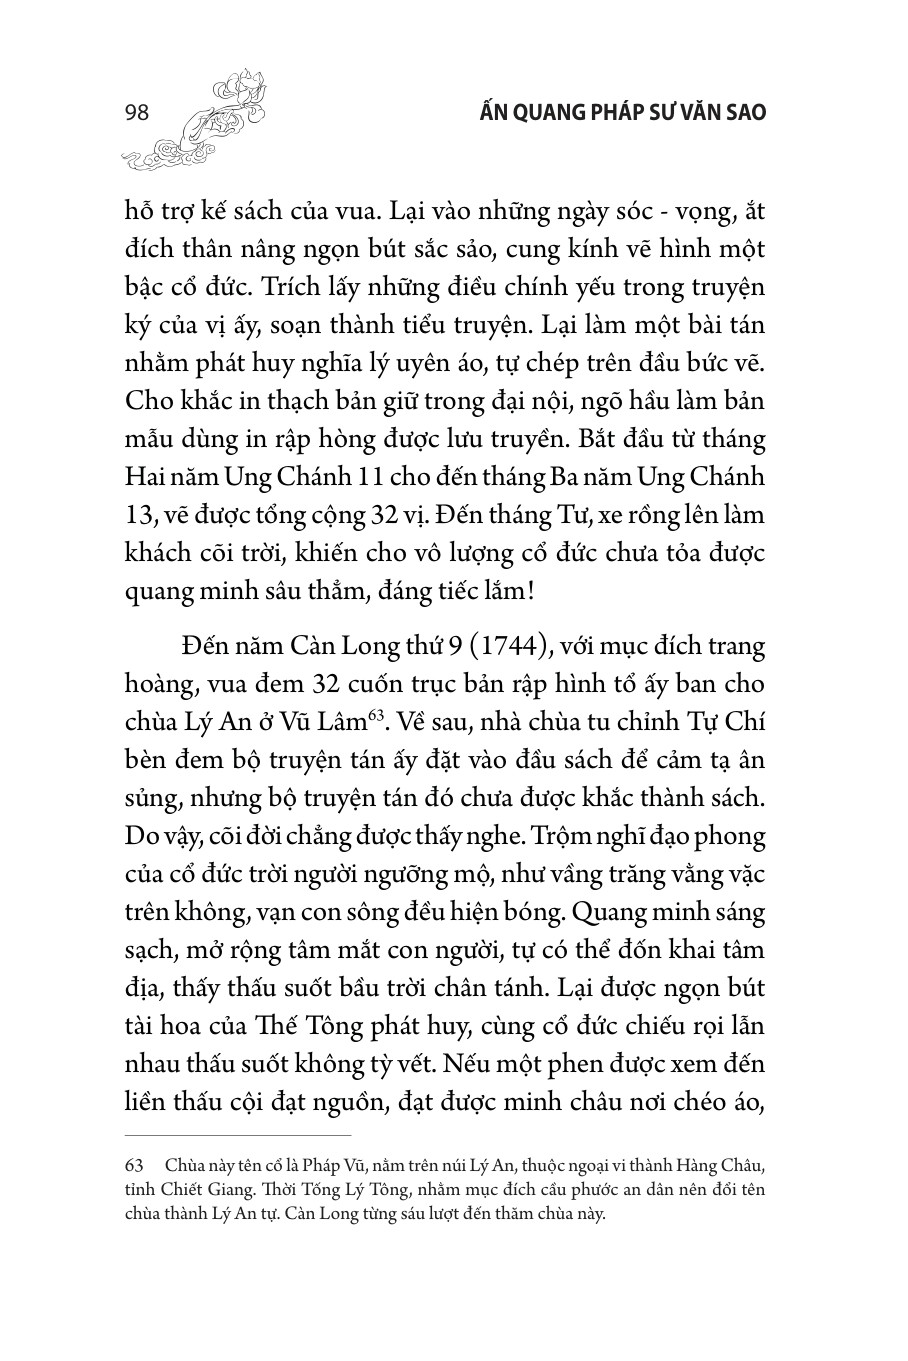 98
ẤN QUANG PHÁP SƯ VĂN SAO
hỗ trợ kế sách của vua. Lại vào những ngày sóc - vọng, ắt
đích thân nâng ngọn bút sắc sảo, cung kính vẽ hình một
bậc cổ đức. Trích lấy những điều chính yếu trong truyện
ký của vị ấy, soạn thành tiểu truyện. Lại làm một bài tán
nhằm phát huy nghĩa lý uyên áo, tự chép trên đầu bức vẽ.
Cho khắc in thạch bản giữ trong đại nội, ngõ hầu làm bản
mẫu dùng in rập hòng được lưu truyền. Bắt đầu từ tháng
Hai năm Ung Chánh 11 cho đến tháng Ba năm Ung Chánh
13, vẽ được tổng cộng 32 vị. Đến tháng Tư, xe rồng lên làm
khách cõi trời, khiến cho vô lượng cổ đức chưa tỏa được
quang minh sâu thẳm, đáng tiếc lắm!
Đến năm Càn Long thứ 9 (1744), với mục đích trang
hoàng, vua đem 32 cuốn trục bản rập hình tổ ấy ban cho
chùa Lý An ở Vũ Lâm63. Về sau, nhà chùa tu chỉnh Tự Chí
bèn đem bộ truyện tán ấy đặt vào đầu sách để cảm tạ ân
sủng, nhưng bộ truyện tán đó chưa được khắc thành sách.
Do vậy, cõi đời chẳng được thấy nghe. Trộm nghĩ đạo phong
của cổ đức trời người ngưỡng mộ, như vầng trăng vằng vặc
trên không, vạn con sông đều hiện bóng. Quang minh sáng
sạch, mở rộng tâm mắt con người, tự có thể đốn khai tâm
địa, thấy thấu suốt bầu trời chân tánh. Lại được ngọn bút
tài hoa của Thế Tông phát huy, cùng cổ đức chiếu rọi lẫn
nhau thấu suốt không tỳ vết. Nếu một phen được xem đến
liền thấu cội đạt nguồn, đạt được minh châu nơi chéo áo,
63 Chùa này tên cổ là Pháp Vũ, nằm trên núi Lý An, thuộc ngoại vi thành Hàng Châu,
tỉnh Chiết Giang. Thời Tống Lý Tông, nhằm mục đích cầu phước an dân nên đổi tên
chùa thành Lý An tự. Càn Long từng sáu lượt đến thăm chùa này.